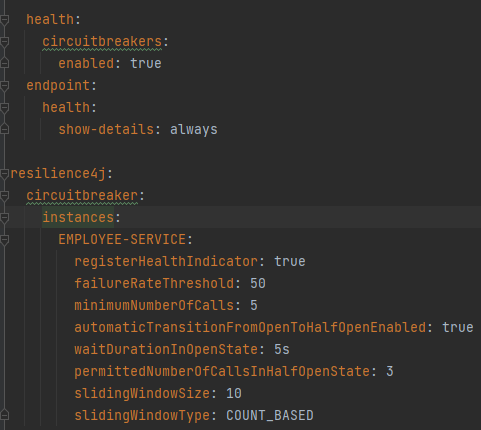 health:
circuitbreakers:
enabled: true
endpoint:
health:
show-details: always
resilience4j:
circuitbreaker:
instances:
EMPLOYEE-SERVICE:
registerHealthIndicator: true
failureRateThreshold: 50
minimumNumberOfCalls: 5
automaticTransitionFromOpenToHalfOpenEnabled: true
waitDurationInOpenState: 5s
permittedNumberOfCallsInHalfOpenState: 3
slidingWindowSize: 10
slidingWindowType: COUNT_BASED